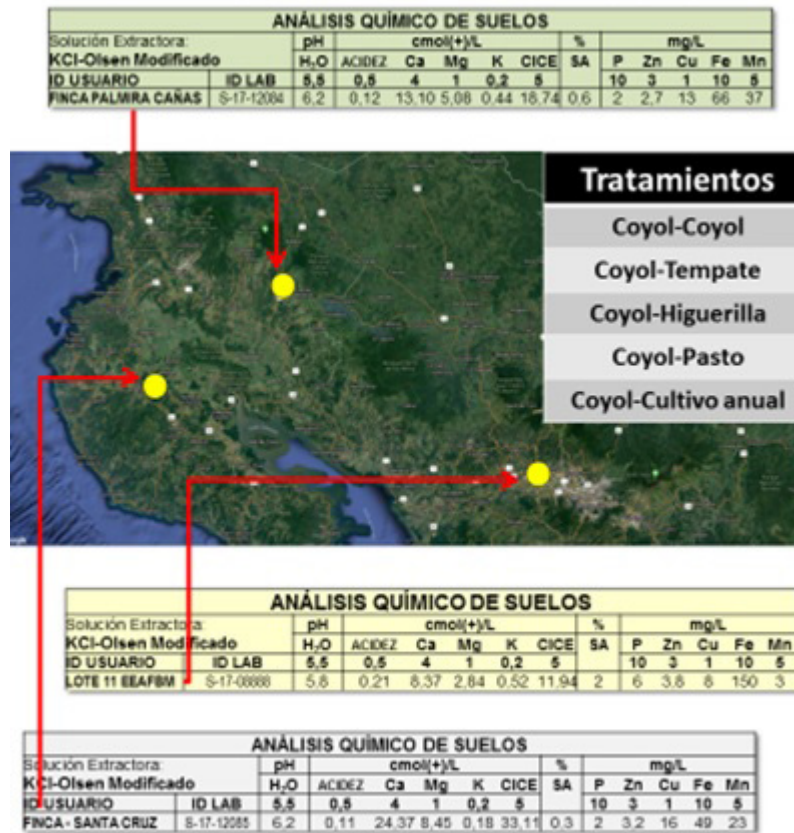 ANÁLISIS QUÍMICO DE SUELOS
Solución Extractora: pH cmol(+)/L % mg/L
KCl-Olsen Modificado H₂O ACIDEZ Ca Mg K CICE SA P Zn Cu Fe Mn
ID USUARIO ID LAB 5,5 0,5 4 1 0,2 5 10 3 1 10 5
FINCA PALMIRA CAÑAS S-17-12084 6,2 0,12 13,10 5,08 0,44 18,74 0,6 2 2,7 13 66 37
Tratamientos
Coyol-Coyol
Coyol-Tempate
Coyol-Higuerilla
Coyol-Pasto
Coyol-Cultivo anual
ANÁLISIS QUÍMICO DE SUELOS
Solución Extractora: pH cmol(+)/L % mg/L
KCl-Olsen Modificado H₂O ACIDEZ Ca Mg K CICE SA P Zn Cu Fe Mn
ID USUARIO ID LAB 5,5 0,5 4 1 0,2 5 10 3 1 10 5
LOTE 11 EEAFBM S-17-08888 5,8 0,21 8,37 2,84 0,52 11,94 2 6 3,8 8 150 3
ANÁLISIS QUÍMICO DE SUELOS
Solución Extractora: pH cmol(+)/L % mg/L
KCl-Olsen Modificado H₂O ACIDEZ Ca Mg K CICE SA P Zn Cu Fe Mn
ID USUARIO ID LAB 5,5 0,5 4 1 0,2 5 10 3 1 10 5
FINCA - SANTA CRUZ S-17-12085 6,2 0,11 24,37 8,45 0,18 33,11 0,3 2 3,2 16 49 23